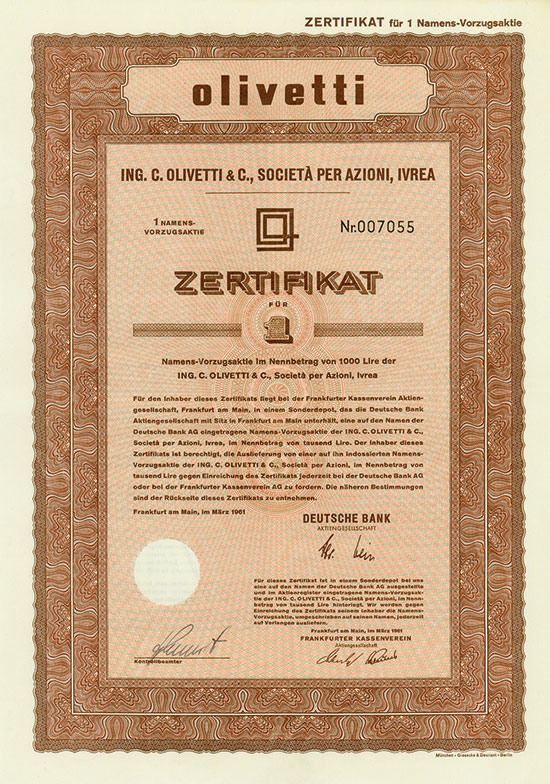 ZERTIFIKAT für 1 Namens-Vorzugsaktie
olivetti
ING. C. OLIVETTI & C., SOCIETÀ PER AZIONI, IVREA
1 NAMENS-
VORZUGSAKTIE
Nr.007055
ZERTIFIKAT
FÜR
1
Namens-Vorzugsaktie im Nennbetrag von 1000 Lire der
ING. C. OLIVETTI & C., Società per Azioni, Ivrea
Für den Inhaber dieses Zertifikats liegt bei der Frankfurter Kassenverein Aktien-
gesellschaft, Frankfurt am Main, in einem Sonderdepot, das die Deutsche Bank
Aktiengesellschaft mit Sitz in Frankfurt am Main unterhält, eine auf den Namen der
Deutsche Bank AG eingetragene Namens-Vorzugsaktie der ING. C. OLIVETTI & C.,
Società per Azioni, Ivrea, im Nennbetrag von tausend Lire. Der Inhaber dieses
Zertifikats ist berechtigt, die Auslieferung von einer auf ihn indossierten Namens-
Vorzugsaktie der ING. C. OLIVETTI & C., Società per Azioni, im Nennbetrag von
tausend Lire gegen Einreichung des Zertifikats jederzeit bei der Deutsche Bank AG
oder bei der Frankfurter Kassenverein AG zu fordern. Die näheren Bestimmungen
sind der Rückseite dieses Zertifikats zu entnehmen.
Frankfurt am Main, im März 1961
DEUTSCHE BANK
AKTIENGESELLSCHAFT
Für dieses Zertifikat ist in einem Sonderdepot bei uns
eine auf den Namen der Deutsche Bank AG ausgestellte
und im Aktienregister eingetragene Namens-Vorzugsak-
tie der ING. C. OLIVETTI & C., Società per Azioni, im Nenn-
betrag von tausend Lire hinterlegt. Wir werden gegen
Einreichung des Zertifikats seinem Inhaber die Namens-
Vorzugsaktie, umgeschrieben auf seinen Namen, jederzeit
auf Verlangen ausliefern.
Frankfurt am Main, im März 1961
FRANKFURTER KASSENVEREIN
Aktiengesellschaft
Kontrollbeamter
München - Giesecke & Devrient - Berlin